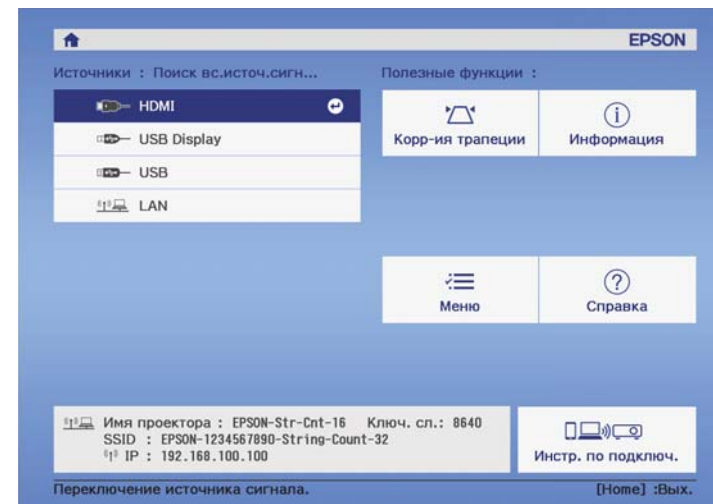 EPSON
Источники : Поиск вс.источ.сигн...
Полезные функции :
HDMI
USB Display
USB
LAN
Корр-ия трапеции
Информация
Меню
Справка
Имя проектора : EPSON-Str-Cnt-16 Ключ. сл.: 8640
SSID : EPSON-1234567890-String-Count-32
IP : 192.168.100.100
Инстр. по подключ.
Переключение источника сигнала.
[Home] :Вых.